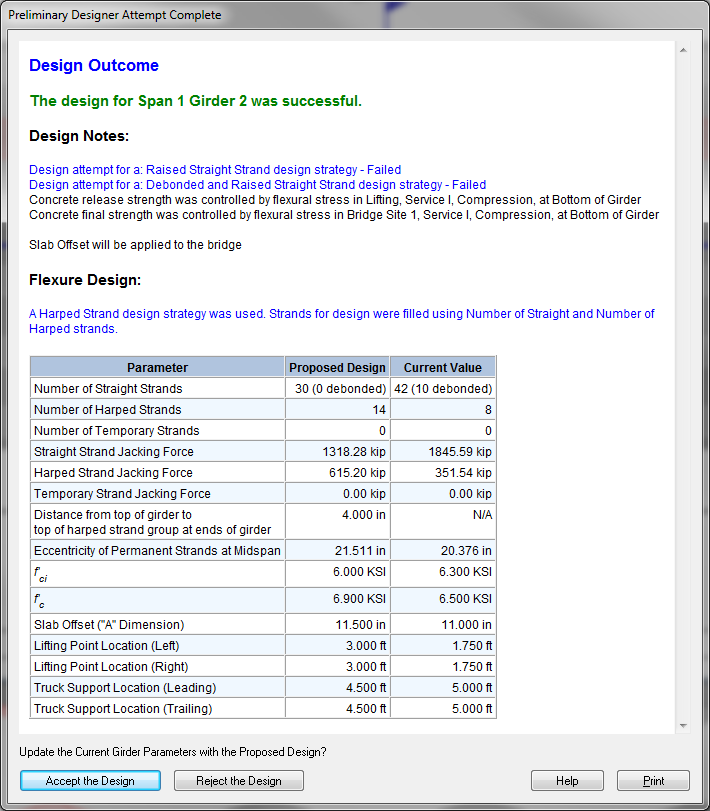 Preliminary Designer Attempt Complete
Design Outcome
The design for Span 1 Girder 2 was successful.
Design Notes:
Design attempt for a: Raised Straight Strand design strategy - Failed
Design attempt for a: Debonded and Raised Straight Strand design strategy - Failed
Concrete release strength was controlled by flexural stress in Lifting, Service I, Compression, at Bottom of Girder
Concrete final strength was controlled by flexural stress in Bridge Site 1, Service I, Compression, at Bottom of Girder
Slab Offset will be applied to the bridge
Flexure Design:
A Harped Strand design strategy was used. Strands for design were filled using Number of Straight and Number of
Harped strands.
Parameter Proposed Design Current Value
Number of Straight Strands 30 (0 debonded) 42 (10 debonded)
Number of Harped Strands 14 8
Number of Temporary Strands 0 0
Straight Strand Jacking Force 1318.28 kip 1845.59 kip
Harped Strand Jacking Force 615.20 kip 351.54 kip
Temporary Strand Jacking Force 0.00 kip 0.00 kip
Distance from top of girder to 4.000 in N/A
top of harped strand group at ends of girder
Eccentricity of Permanent Strands at Midspan 21.511 in 20.376 in
f'ci 6.000 KSI 6.300 KSI
f'c 6.900 KSI 6.500 KSI
Slab Offset ("A" Dimension) 11.500 in 11.000 in
Lifting Point Location (Left) 3.000 ft 1.750 ft
Lifting Point Location (Right) 3.000 ft 1.750 ft
Truck Support Location (Leading) 4.500 ft 5.000 ft
Truck Support Location (Trailing) 4.500 ft 5.000 ft
Update the Current Girder Parameters with the Proposed Design?
Accept the Design Reject the Design Help Print